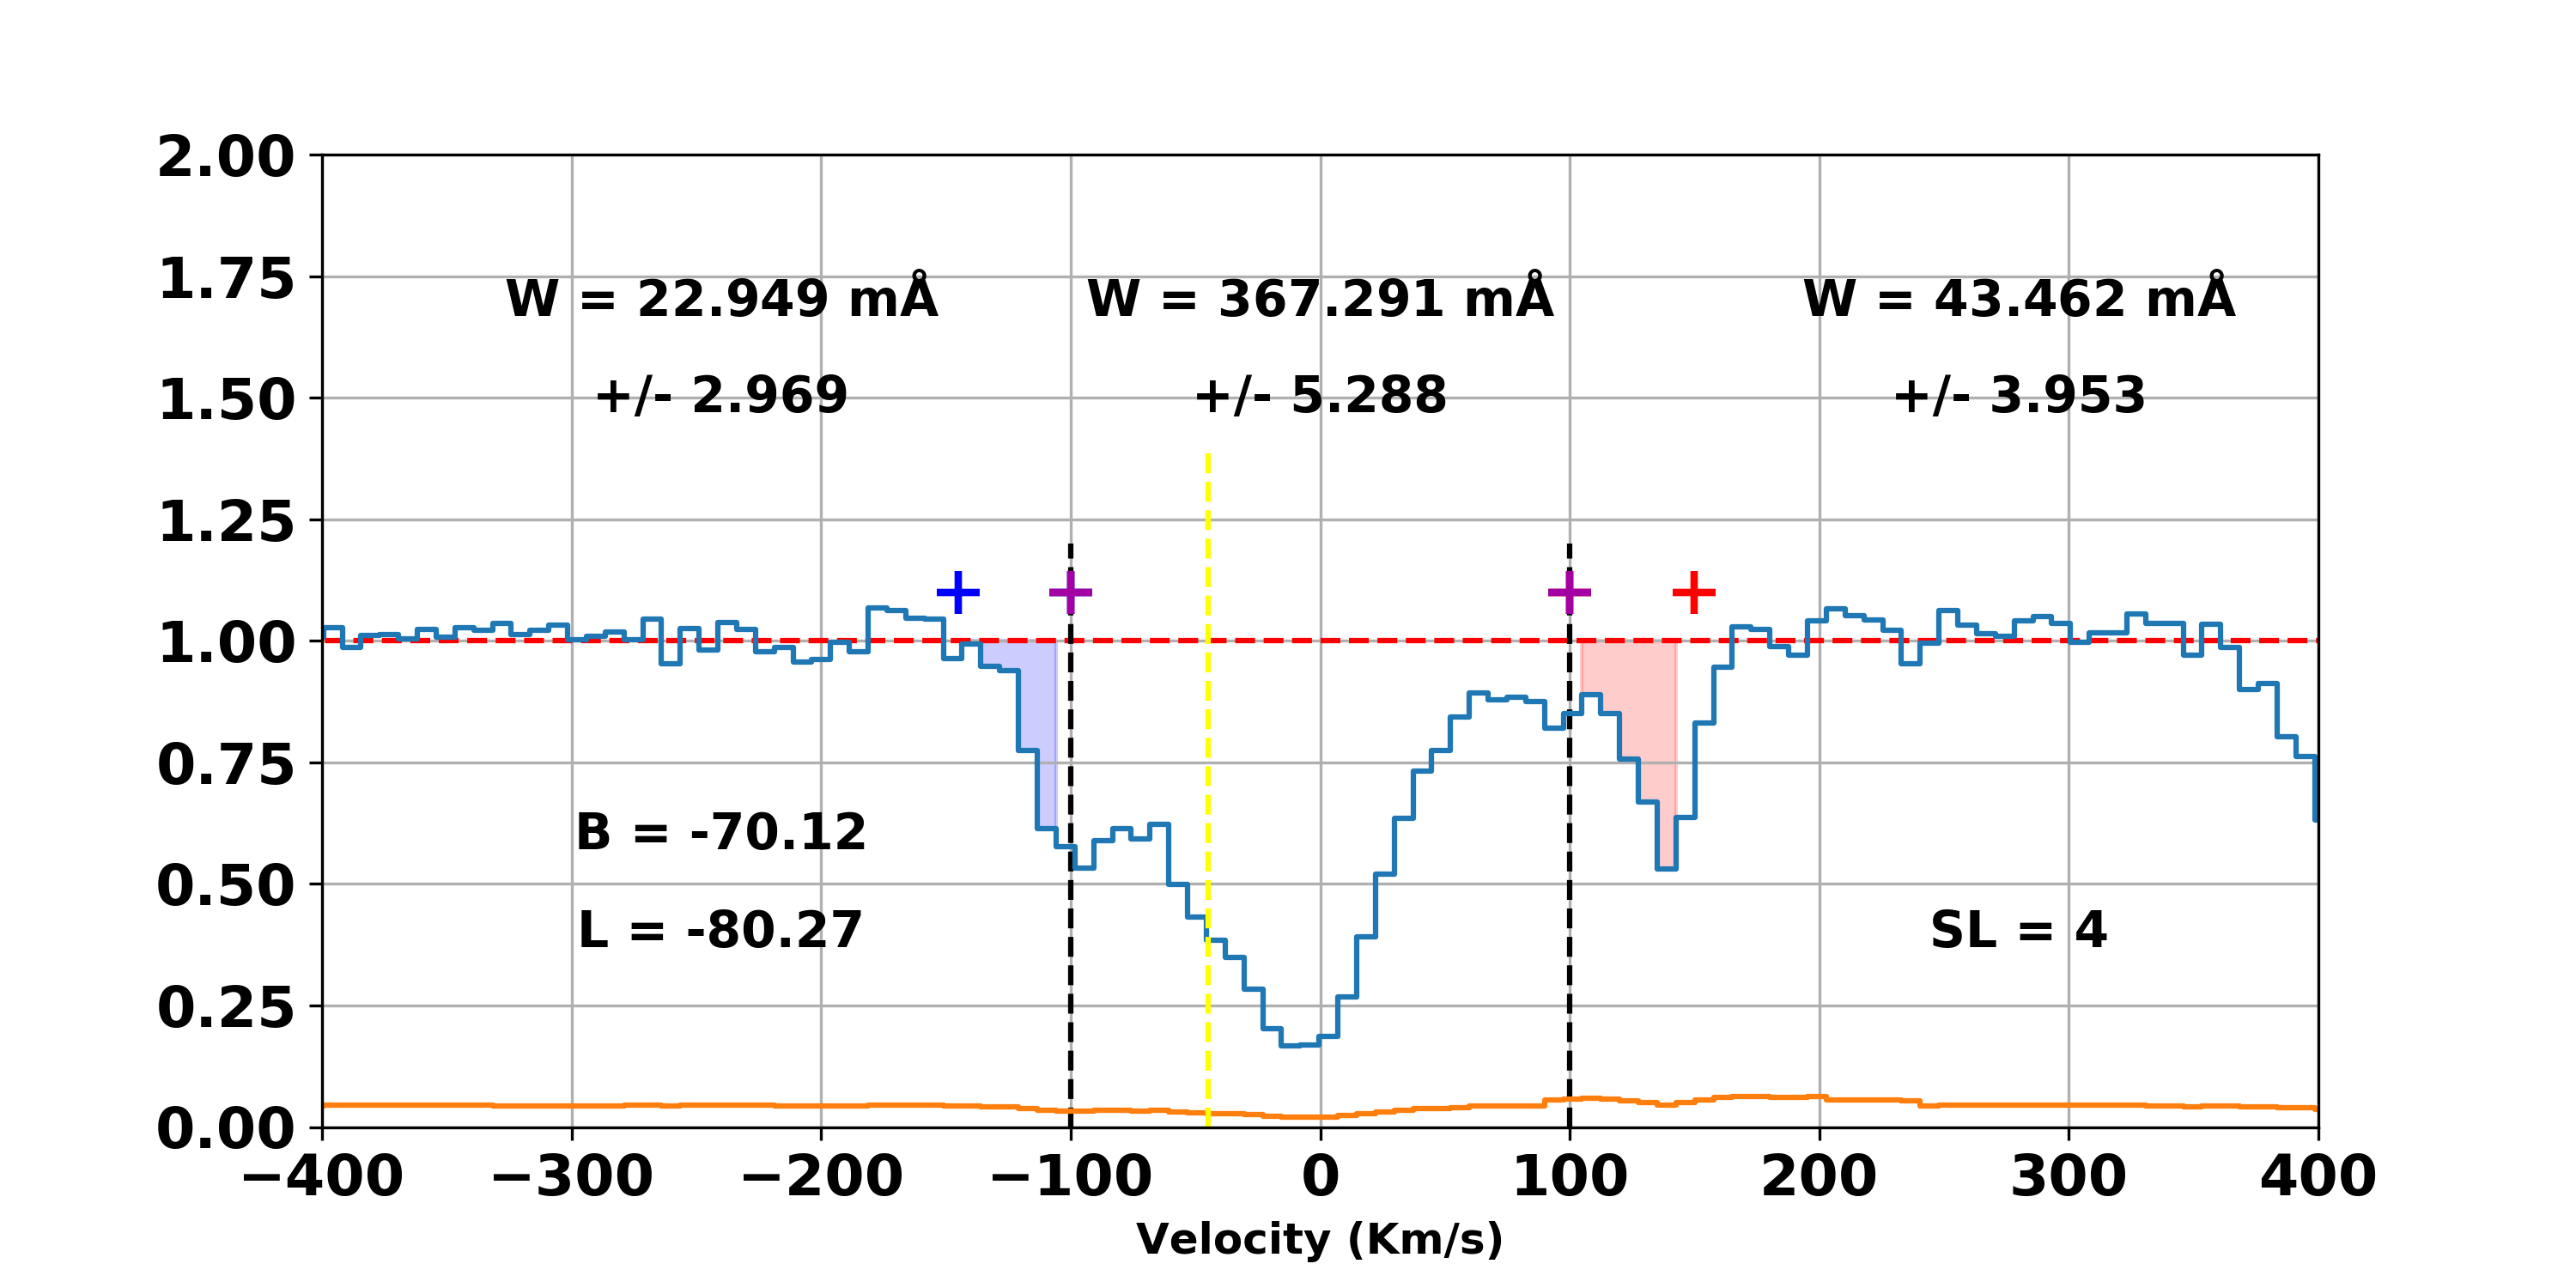 2.00
1.75
W = 22.949 mÅ W = 367.291 mÅ W = 43.462 mÅ
1.50
+/- 2.969 +/- 5.288 +/- 3.953
1.25
1.00
0.75
B = -70.12
0.50
L = -80.27 SL = 4
0.25
0.00
−400 −300 −200 −100 0 100 200 300 400
Velocity (Km/s)